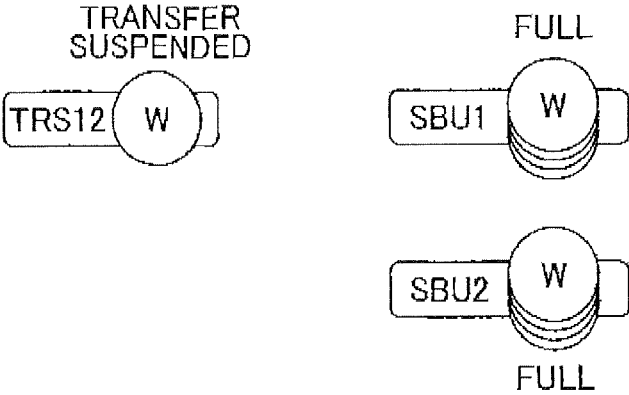 TRANSFER
SUSPENDED
TRS12 W
FULL
SBU1 W
SBU2 W
FULL